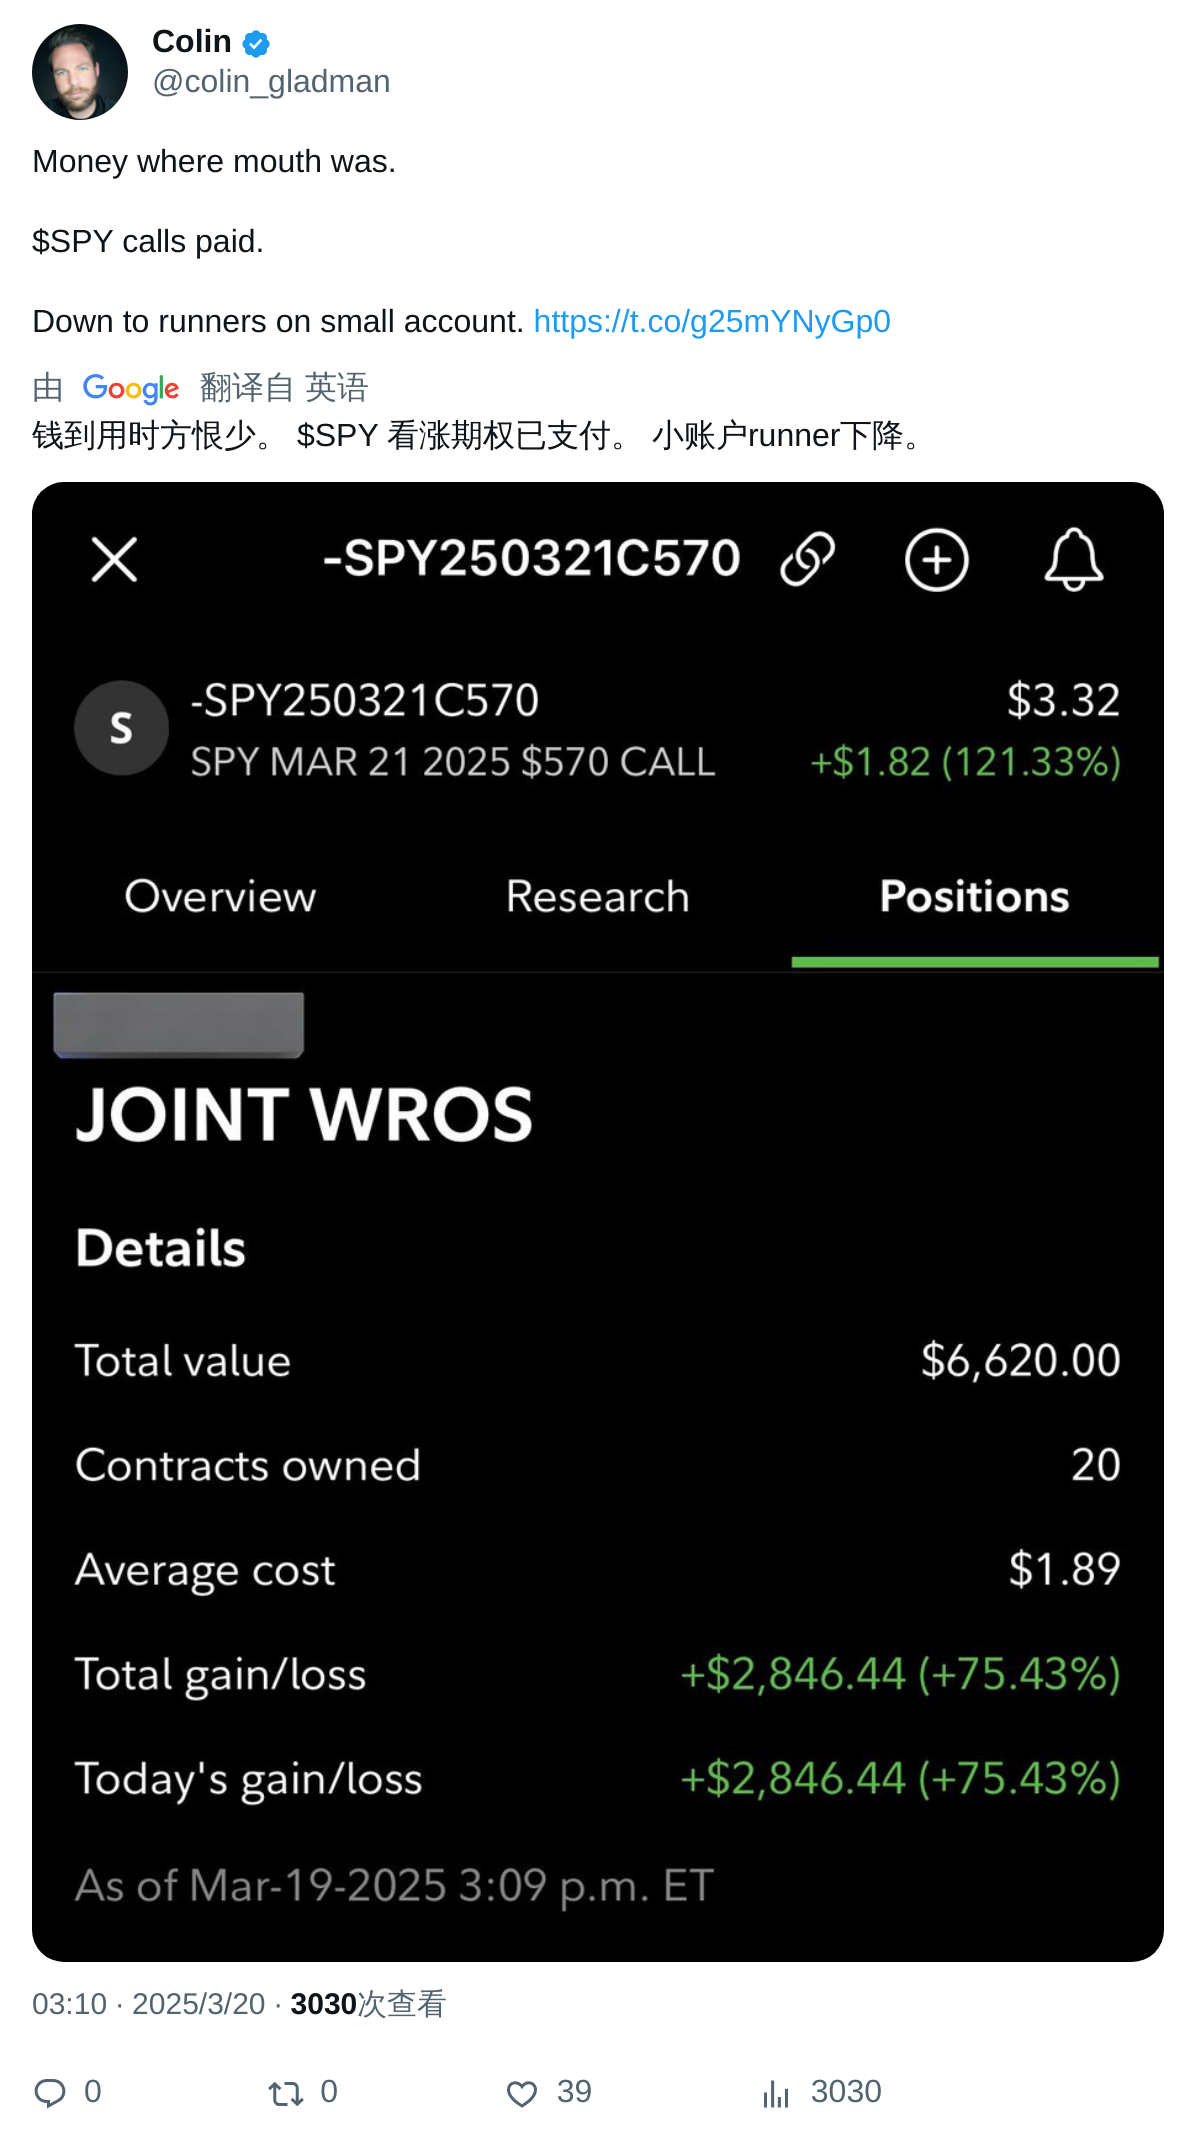 Colin
@colin_gladman
Money where mouth was.
$SPY calls paid.
Down to runners on small account. https://t.co/g25mYNyGp0
由 Google 翻译自 英语
钱到用时方恨少。 $SPY 看涨期权已支付。 小账户runner下降。
-SPY250321C570
S
-SPY250321C570 $3.32
SPY MAR 21 2025 $570 CALL +$1.82 (121.33%)
Overview Research Positions
JOINT WROS
Details
Total value $6,620.00
Contracts owned 20
Average cost $1.89
Total gain/loss +$2,846.44 (+75.43%)
Today's gain/loss +$2,846.44 (+75.43%)
As of Mar-19-2025 3:09 p.m. ET
03:10 · 2025/3/20 · 3030次查看
0 0 39 3030